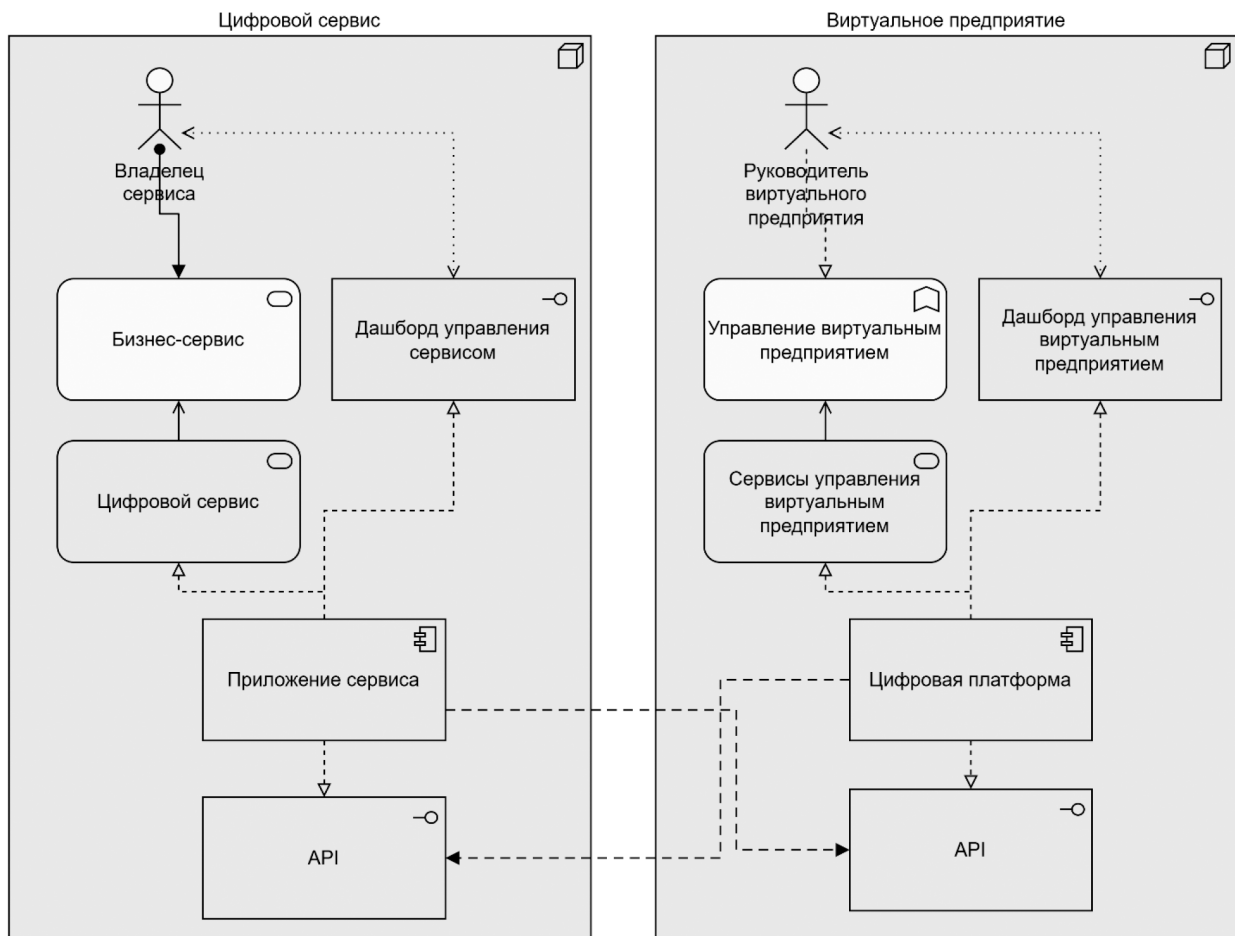 Цифровой сервис
Владелец
сервиса
Бизнес-сервис
Дашборд управления
сервисом
Цифровой сервис
Приложение сервиса
API
Виртуальное предприятие
Руководитель
виртуального
предприятия
Управление виртуальным
предприятием
Дашборд управления
виртуальным
предприятием
Сервисы управления
виртуальным
предприятием
Цифровая платформа
API